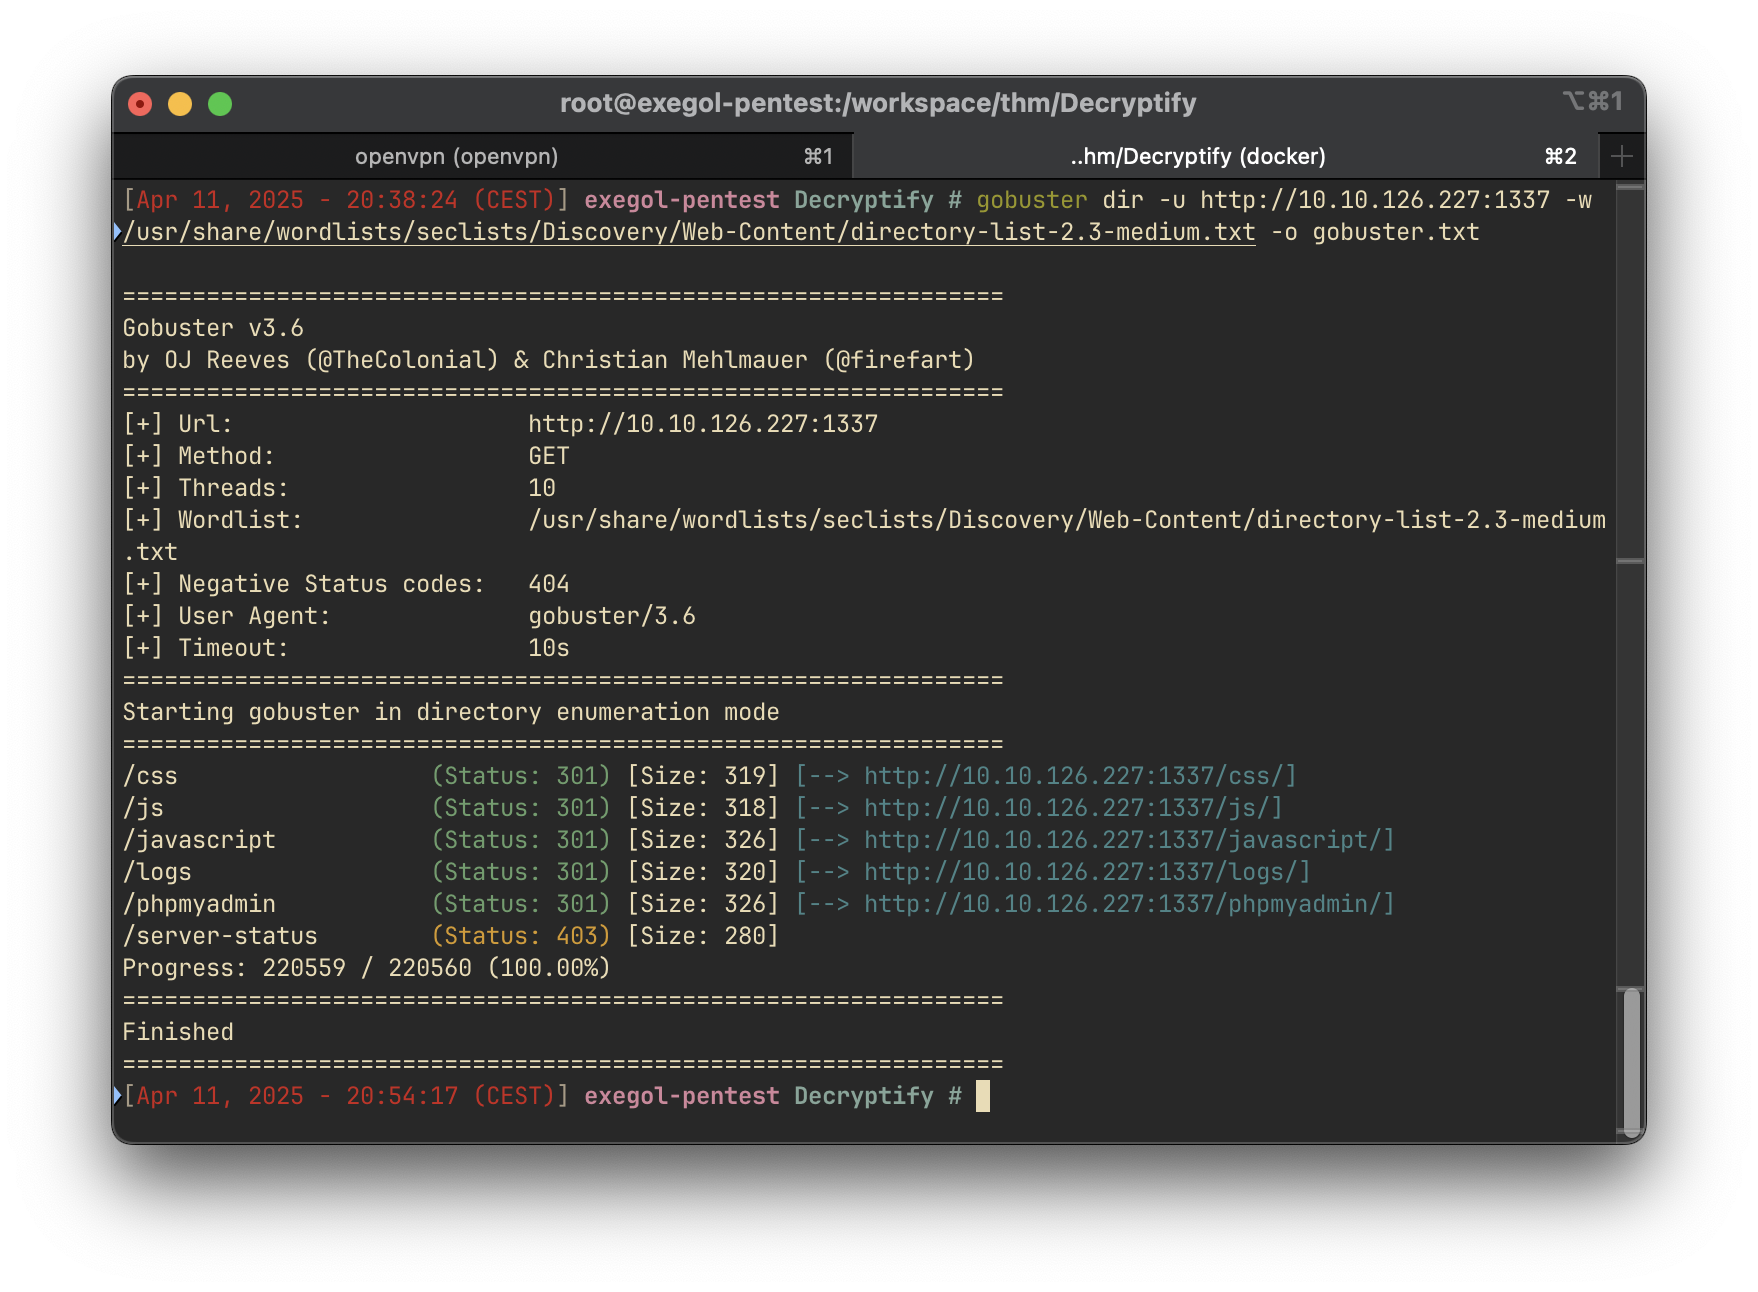 root@exegol-pentest:/workspace/thm/Decryptify
⌥⌘1
openvpn (openvpn) ⌘1
..hm/Decryptify (docker) ⌘2
[Apr 11, 2025 - 20:38:24 (CEST)] exegol-pentest Decryptify # gobuster dir -u http://10.10.126.227:1337 -w
/usr/share/wordlists/seclists/Discovery/Web-Content/directory-list-2.3-medium.txt -o gobuster.txt
===============================================================
Gobuster v3.6
by OJ Reeves (@TheColonial) & Christian Mehlmauer (@firefart)
===============================================================
[+] Url:                     http://10.10.126.227:1337
[+] Method:                  GET
[+] Threads:                 10
[+] Wordlist:                /usr/share/wordlists/seclists/Discovery/Web-Content/directory-list-2.3-medium
.txt
[+] Negative Status codes:   404
[+] User Agent:              gobuster/3.6
[+] Timeout:                 10s
===============================================================
Starting gobuster in directory enumeration mode
===============================================================
/css                  (Status: 301) [Size: 319] [--> http://10.10.126.227:1337/css/]
/js                   (Status: 301) [Size: 318] [--> http://10.10.126.227:1337/js/]
/javascript           (Status: 301) [Size: 326] [--> http://10.10.126.227:1337/javascript/]
/logs                 (Status: 301) [Size: 320] [--> http://10.10.126.227:1337/logs/]
/phpmyadmin           (Status: 301) [Size: 326] [--> http://10.10.126.227:1337/phpmyadmin/]
/server-status        (Status: 403) [Size: 280]
Progress: 220559 / 220560 (100.00%)
===============================================================
Finished
===============================================================
[Apr 11, 2025 - 20:54:17 (CEST)] exegol-pentest Decryptify #